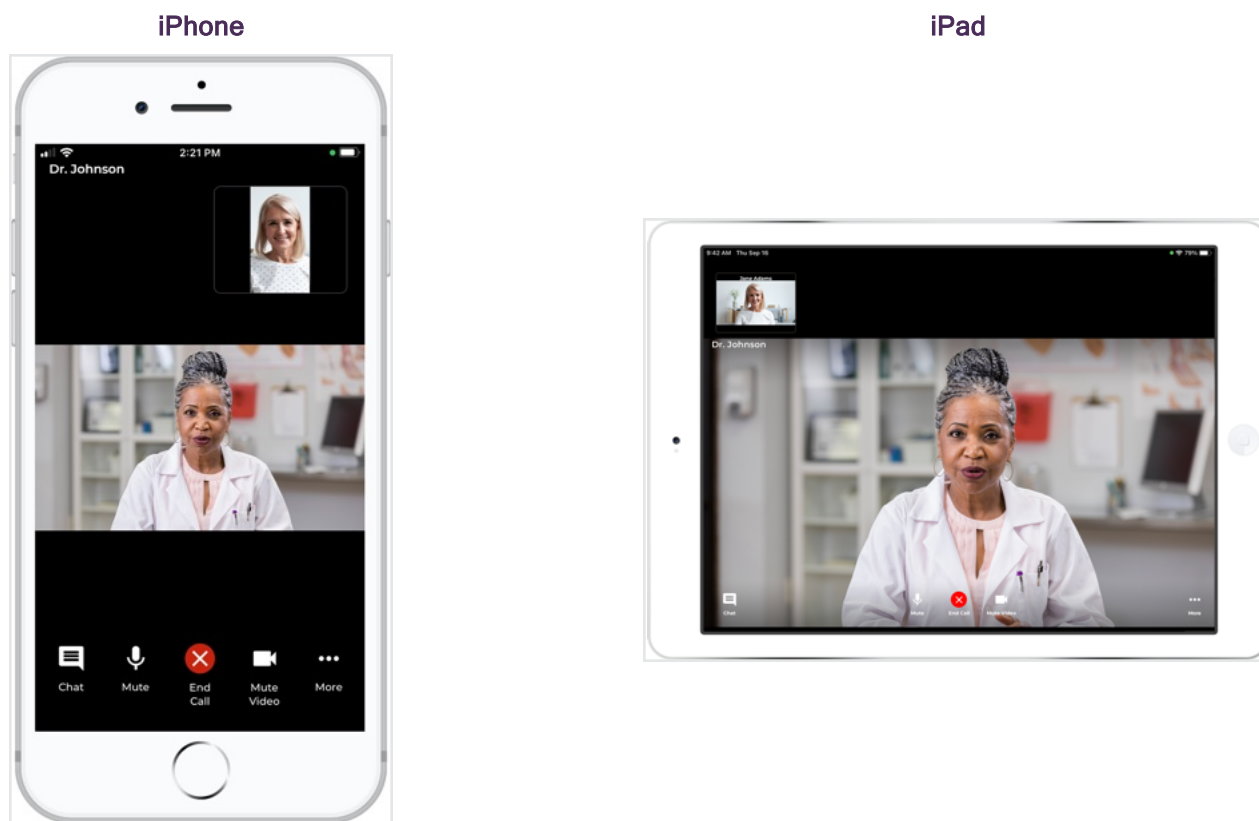 iPhone
2:21 PM
Dr. Johnson
Chat
Mute
End
Call
Mute
Video
More
iPad
9:42 AM Thu Sep 16
79%
Jane Adams
Dr. Johnson
Chat
Mute
End Call
Mute Video
More